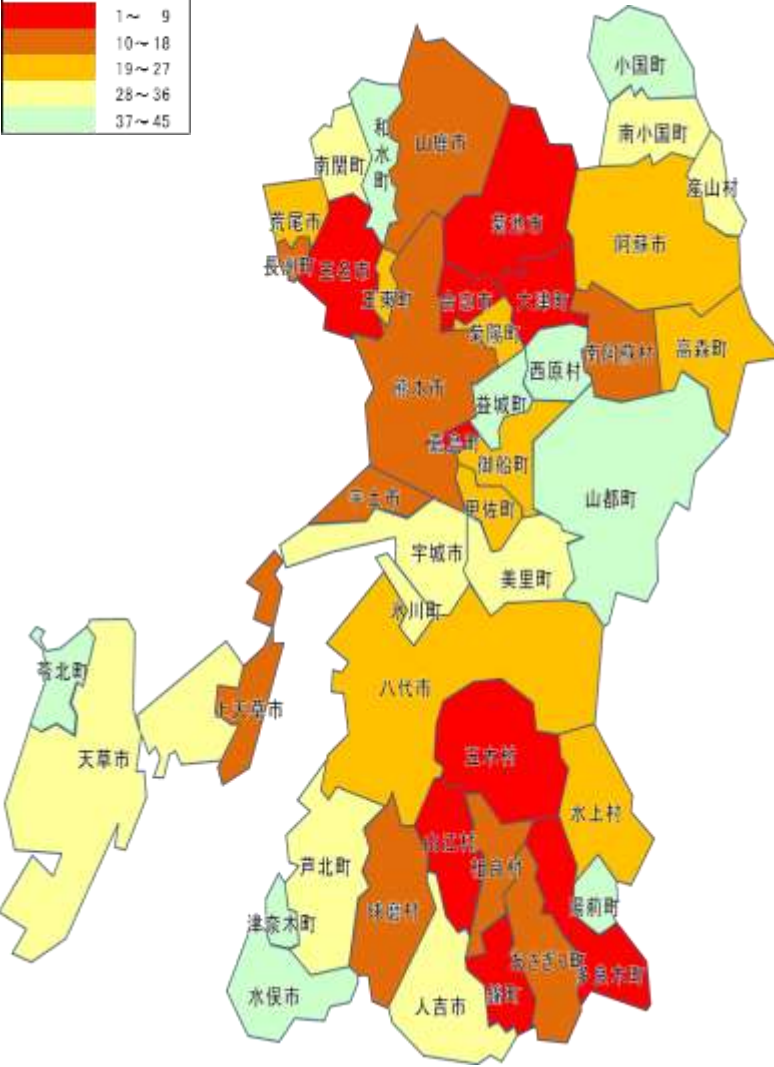 1～ 9
10～18
19～27
28～36
37～45
小国町
南小国町
産山村
和水町
山鹿市
南関町
菊池市
荒尾市
阿蘇市
長洲町
玉名市
玉東町
合志市
大津町
菊陽町
南阿蘇村
高森町
西原村
熊本市
益城町
嘉島町
御船町
宇土市
甲佐町
山都町
宇城市
美里町
氷川町
苓北町
八代市
上天草市
天草市
五木村
水上村
山江村
相良村
芦北町
湯前町
球磨村
津奈木町
あさぎり町
多良木町
水俣市
錦町
人吉市